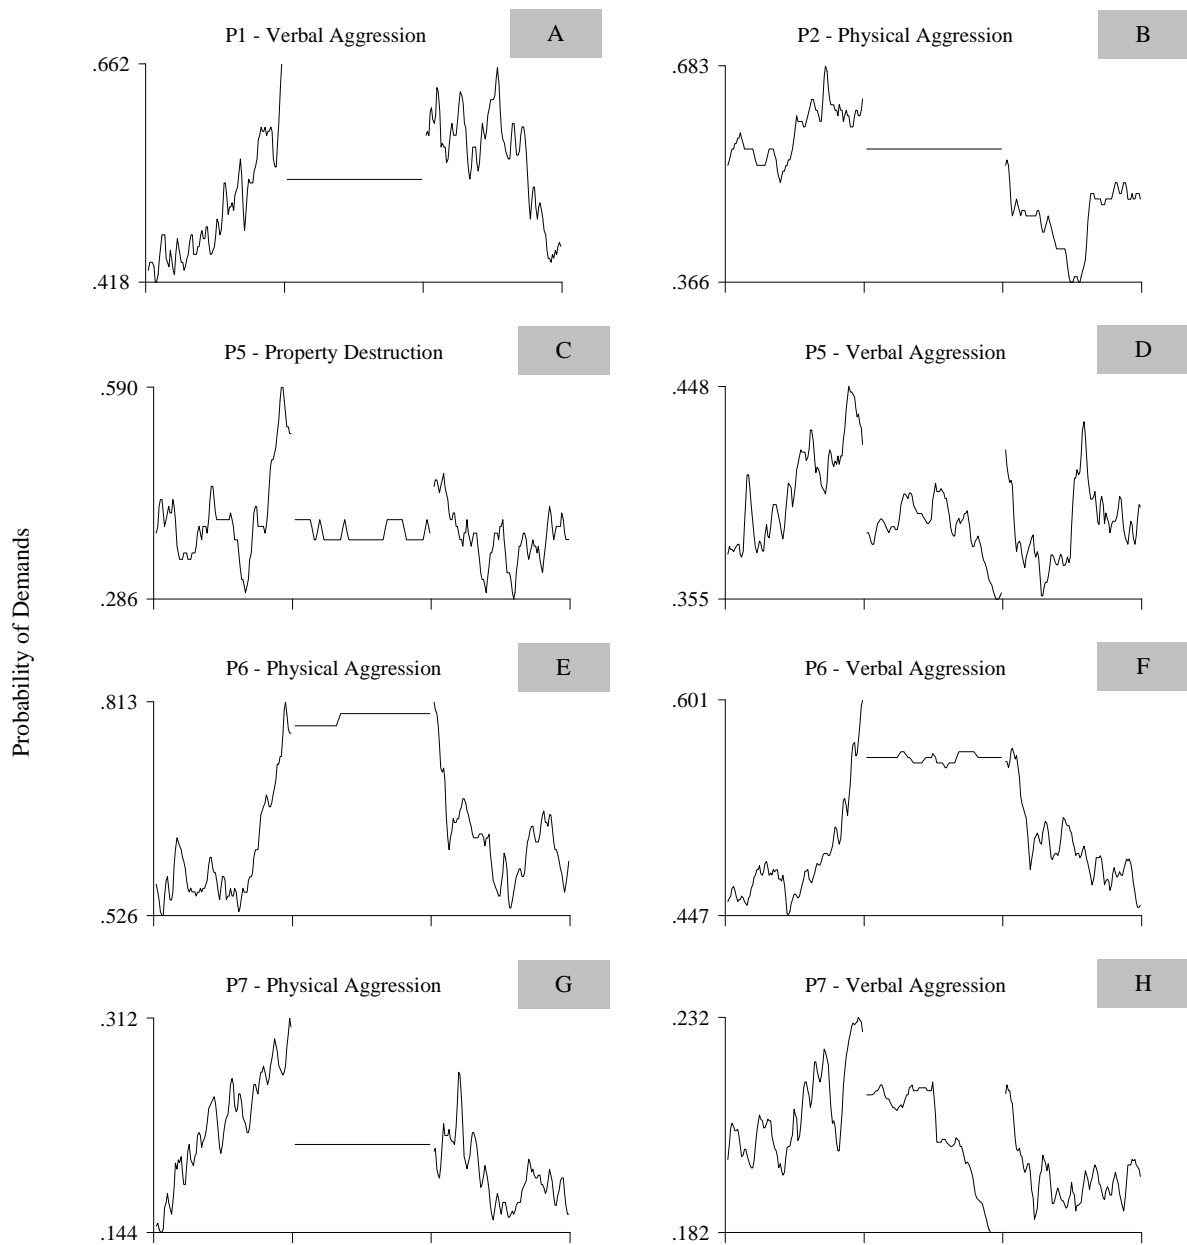 P1 - Verbal Aggression
A
.662
.418
P2 - Physical Aggression
B
.683
.366
P5 - Property Destruction
C
.590
.286
P5 - Verbal Aggression
D
.448
.355
Probability of Demands
P6 - Physical Aggression
E
.813
.526
P6 - Verbal Aggression
F
.601
.447
P7 - Physical Aggression
G
.312
.144
P7 - Verbal Aggression
H
.232
.182